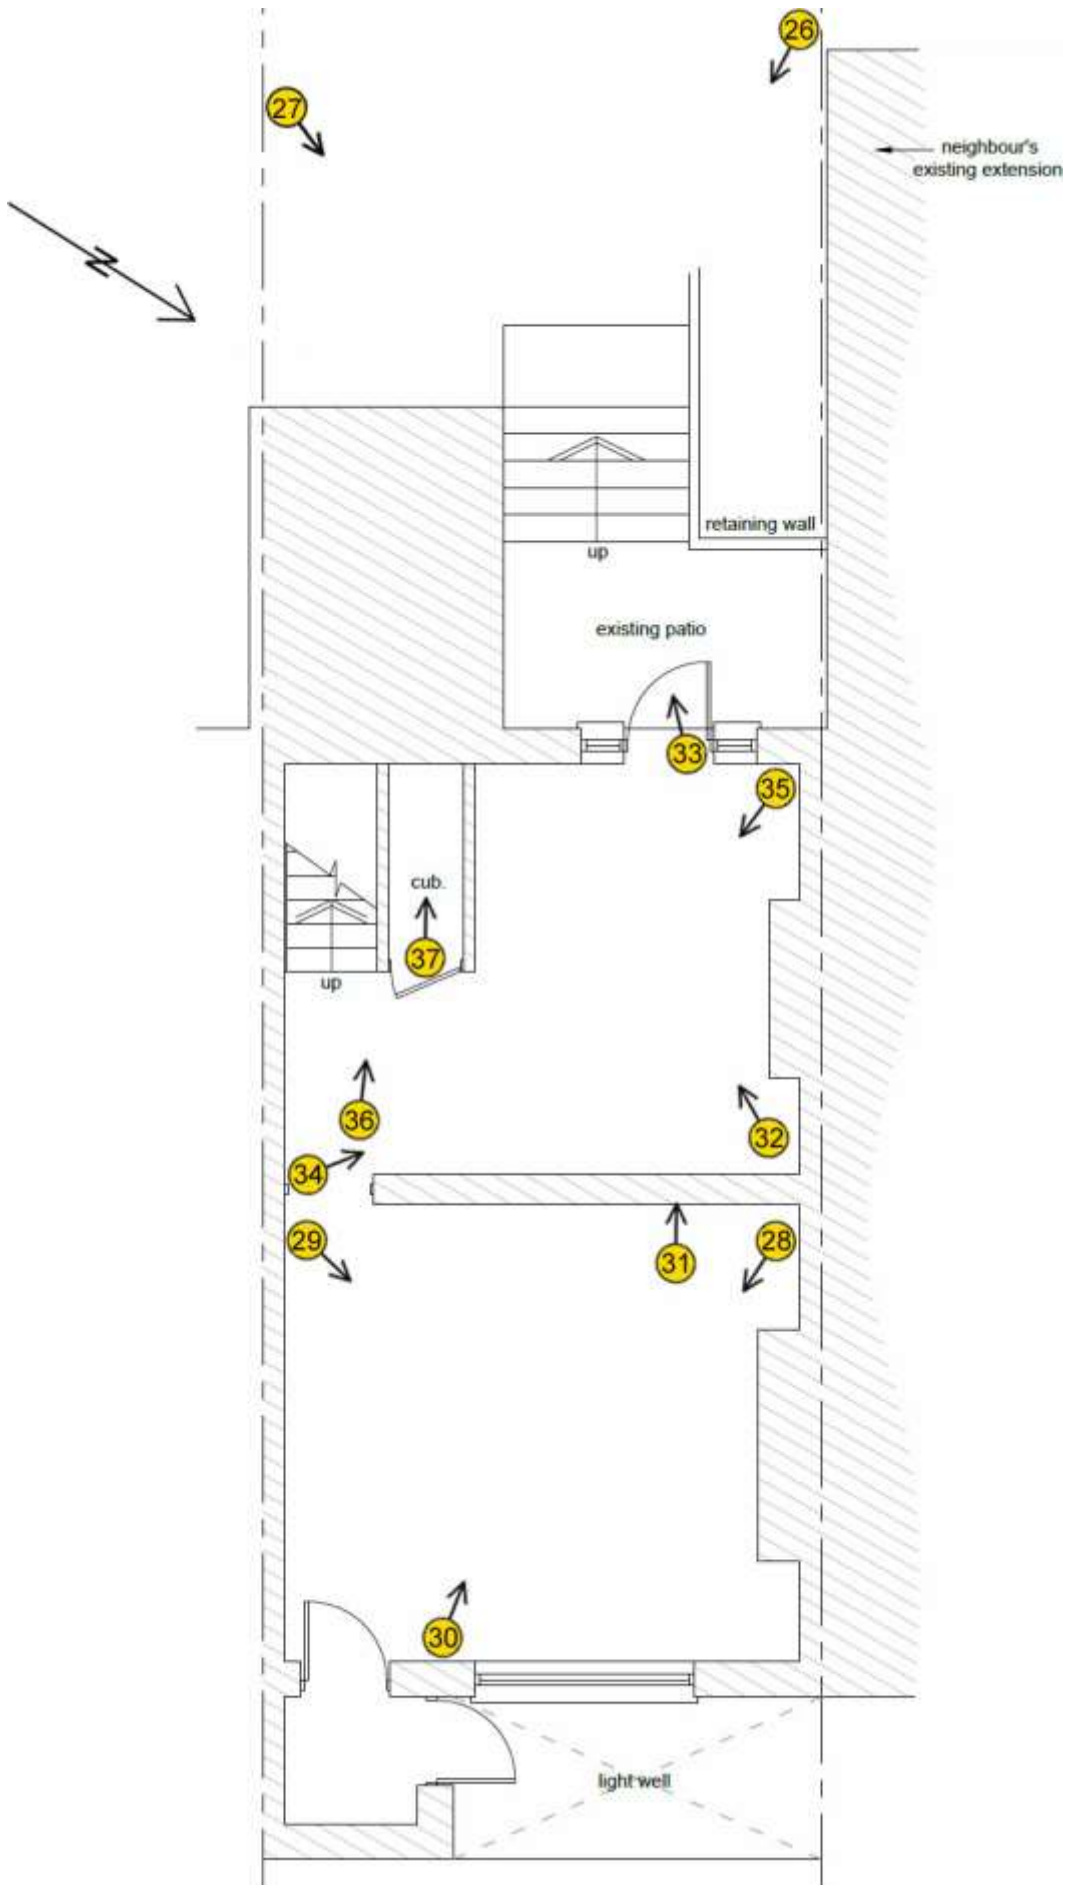 26
27
neighbour's
existing extension
N
retaining wall
up
existing patio
33
35
cub.
37
up
36
32
34
29
28
31
30
light well